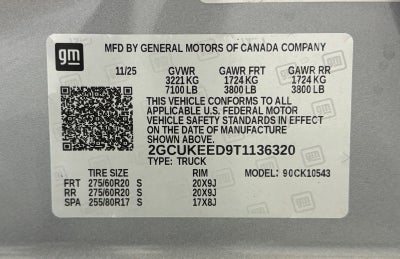 gm
MFD BY GENERAL MOTORS OF CANADA COMPANY
11/25 GVWR GAWR FRT GAWR RR
3221 KG 1724 KG 1724 KG
7100 LB 3800 LB 3800 LB
THIS VEHICLE CONFORMS TO ALL
APPLICABLE U.S. FEDERAL MOTOR
VEHICLE SAFETY STANDARDS IN EFFECT
ON THE DATE OF MANUFACTURE
SHOWN ABOVE.
2GCUKEED9T1136320
TYPE: TRUCK
TIRE SIZE RIM MODEL: 90CK10543
FRT 275/60R20 S 20X9J
RR 275/60R20 S 20X9J
SPA 255/80R17 S 17X8J